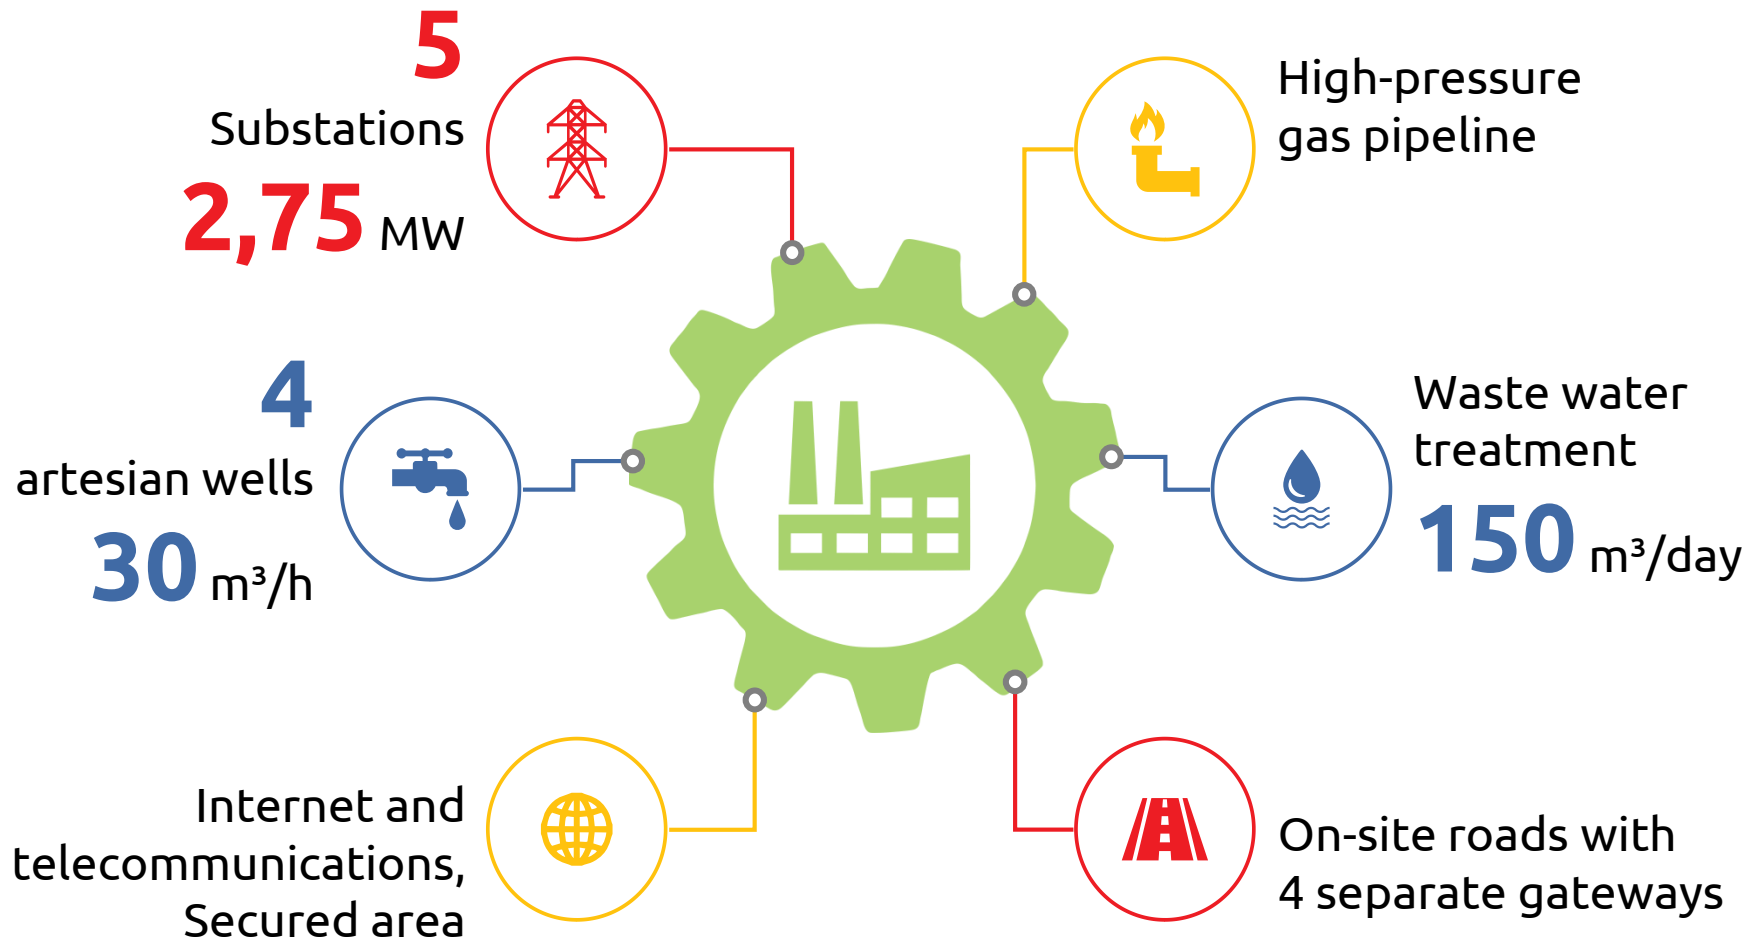 5
Substations
2,75 MW
High-pressure
gas pipeline
4
artesian wells
30 m³/h
Waste water
treatment
150 m³/day
Internet and
telecommunications,
Secured area
On-site roads with
4 separate gateways